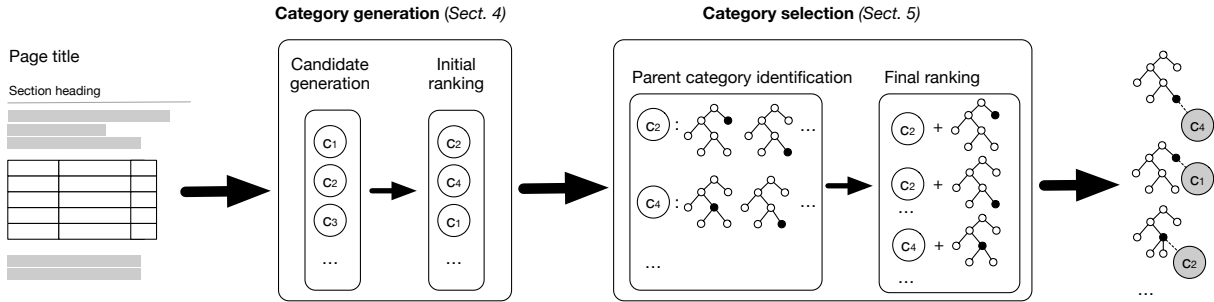 Category generation (Sect. 4)
Category selection (Sect. 5)
Page title
Section heading
Candidate generation
Initial ranking
C1
C2
C3
...
C2
C4
C1
...
Parent category identification
Final ranking
C2 : ...
C4 : ...
...
C2 +
C2 +
...
C4 +
...
C4
C1
C2
...